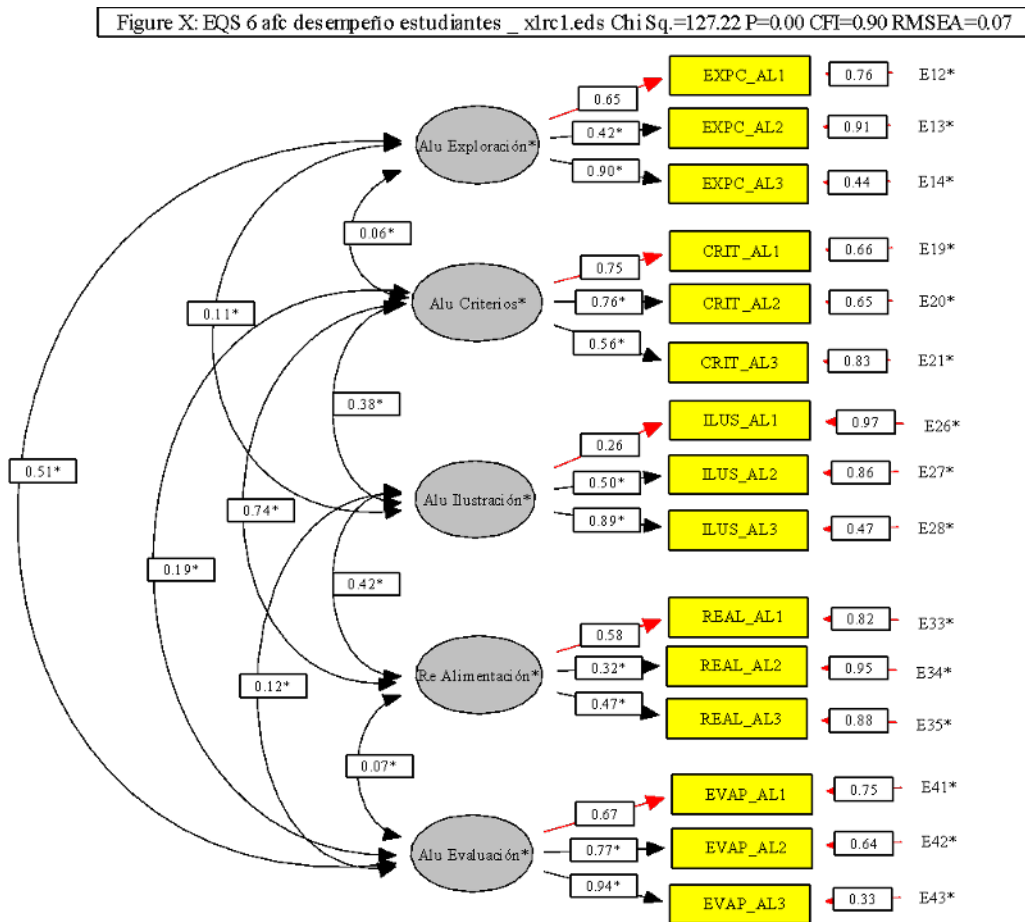 Figure X: EQS 6 afc desempeño estudiantes _ x1rc1.eds Chi Sq.=127.22 P=0.00 CFI=0.90 RMSEA=0.07
EXPC_AL1
0.76
E12*
0.65
Alu Exploración*
0.42*
EXPC_AL2
0.91
E13*
0.90*
EXPC_AL3
0.44
E14*
0.06*
CRIT_AL1
0.66
E19*
0.75
Alu Criterios*
0.76*
CRIT_AL2
0.65
E20*
0.11*
0.56*
CRIT_AL3
0.83
E21*
0.38*
ILUS_AL1
0.97
E26*
0.26
0.51*
Alu Ilustración*
0.50*
ILUS_AL2
0.86
E27*
0.74*
0.89*
ILUS_AL3
0.47
E28*
0.19*
0.42*
REAL_AL1
0.82
E33*
0.58
Re Alimentación*
0.32*
REAL_AL2
0.95
E34*
0.12*
0.47*
REAL_AL3
0.88
E35*
0.07*
EVAP_AL1
0.75
E41*
0.67
Alu Evaluación*
0.77*
EVAP_AL2
0.64
E42*
0.94*
EVAP_AL3
0.33
E43*